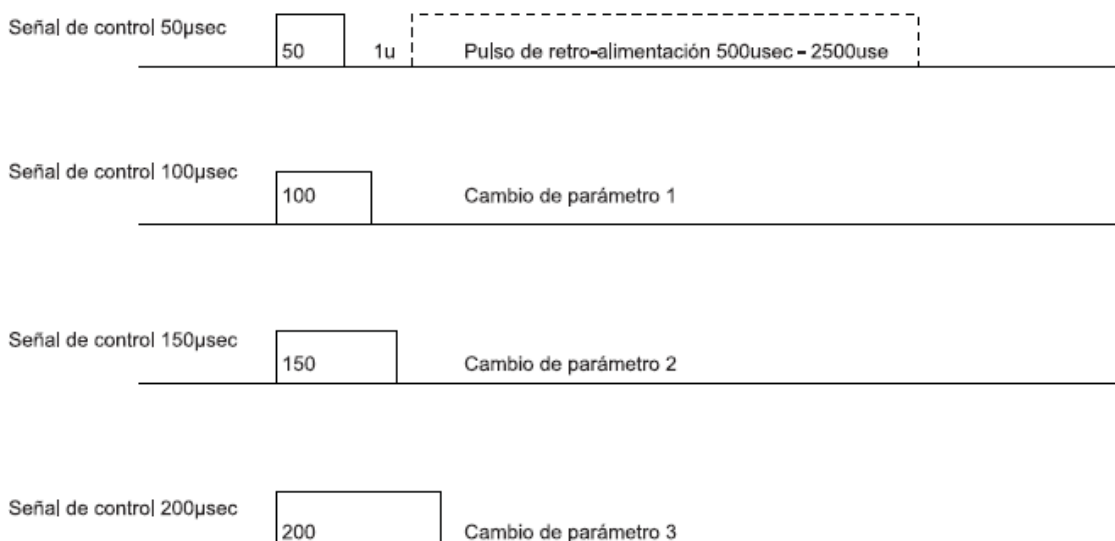 Señal de control 50µsec
50 1u Pulso de retro-alimentación 500usec - 2500use
Señal de control 100µsec
100 Cambio de parámetro 1
Señal de control 150µsec
150 Cambio de parámetro 2
Señal de control 200µsec
200 Cambio de parámetro 3